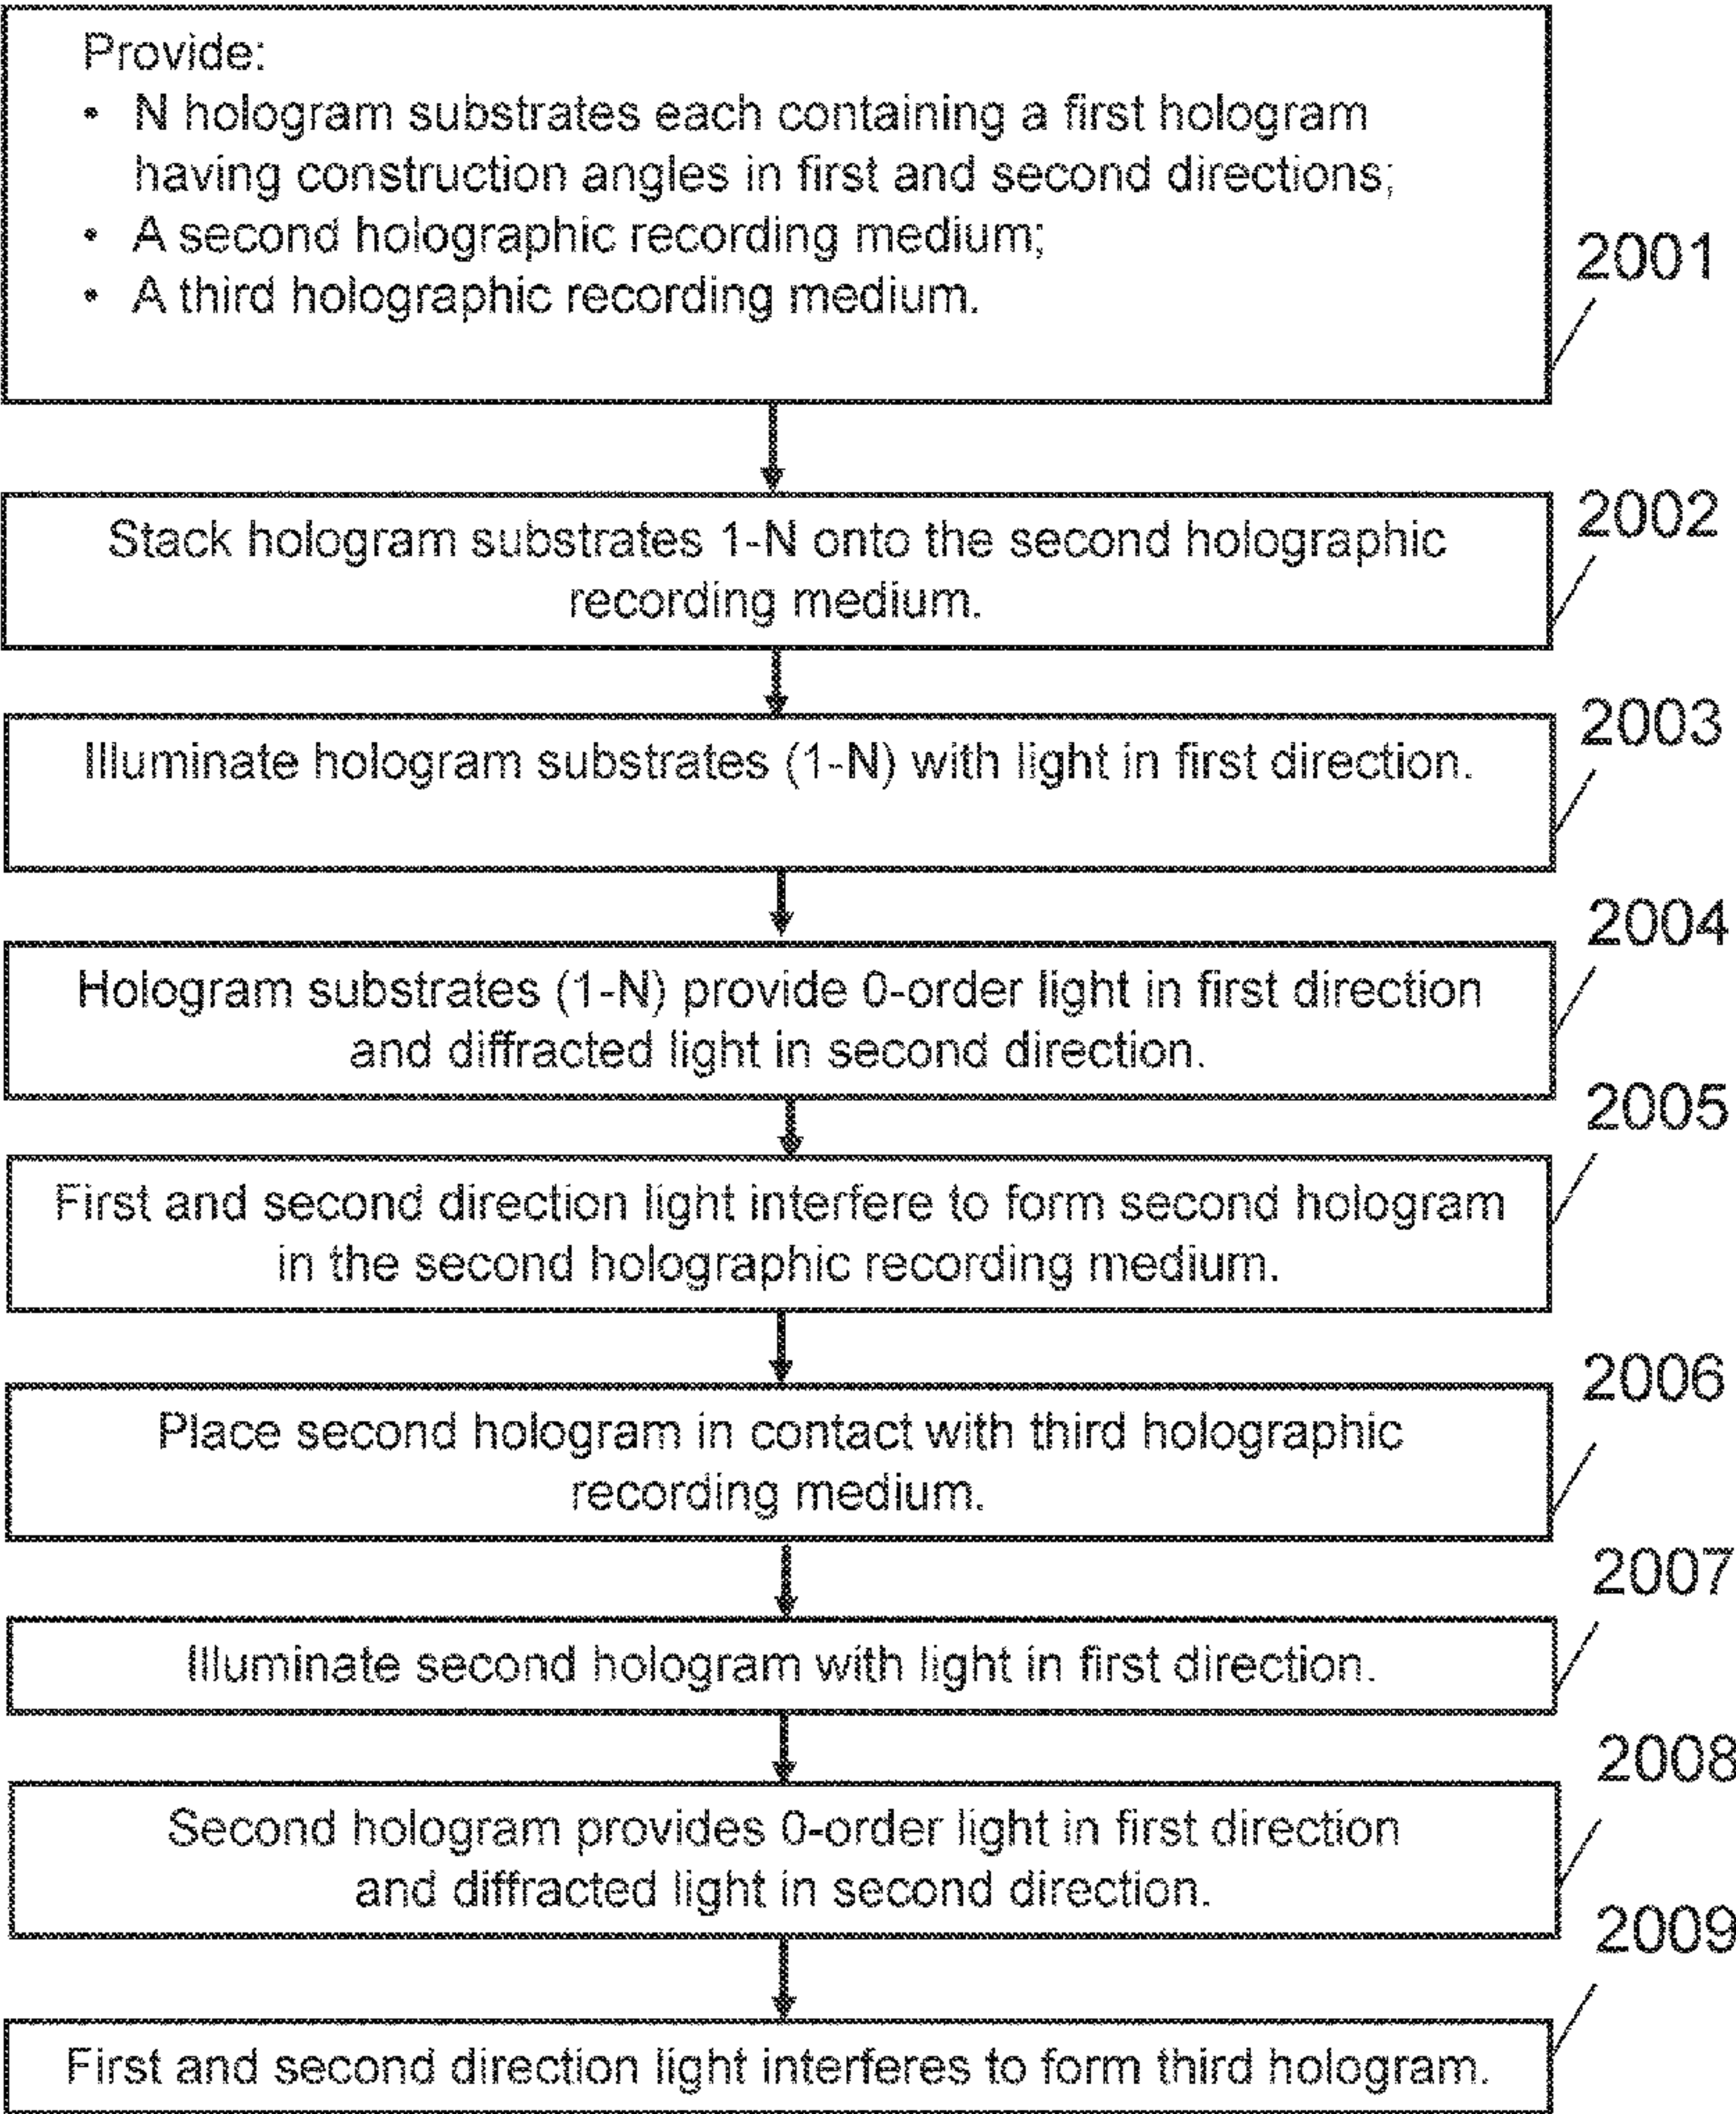 Provide:
• N hologram substrates each containing a first hologram
having construction angles in first and second directions;
• A second holographic recording medium;
• A third holographic recording medium.
2001
Stack hologram substrates 1-N onto the second holographic
recording medium.
2002
Illuminate hologram substrates (1-N) with light in first direction.
2003
Hologram substrates (1-N) provide 0-order light in first direction
and diffracted light in second direction.
2004
First and second direction light interfere to form second hologram
in the second holographic recording medium.
2005
Place second hologram in contact with third holographic
recording medium.
2006
Illuminate second hologram with light in first direction.
2007
Second hologram provides 0-order light in first direction
and diffracted light in second direction.
2008
First and second direction light interferes to form third hologram.
2009